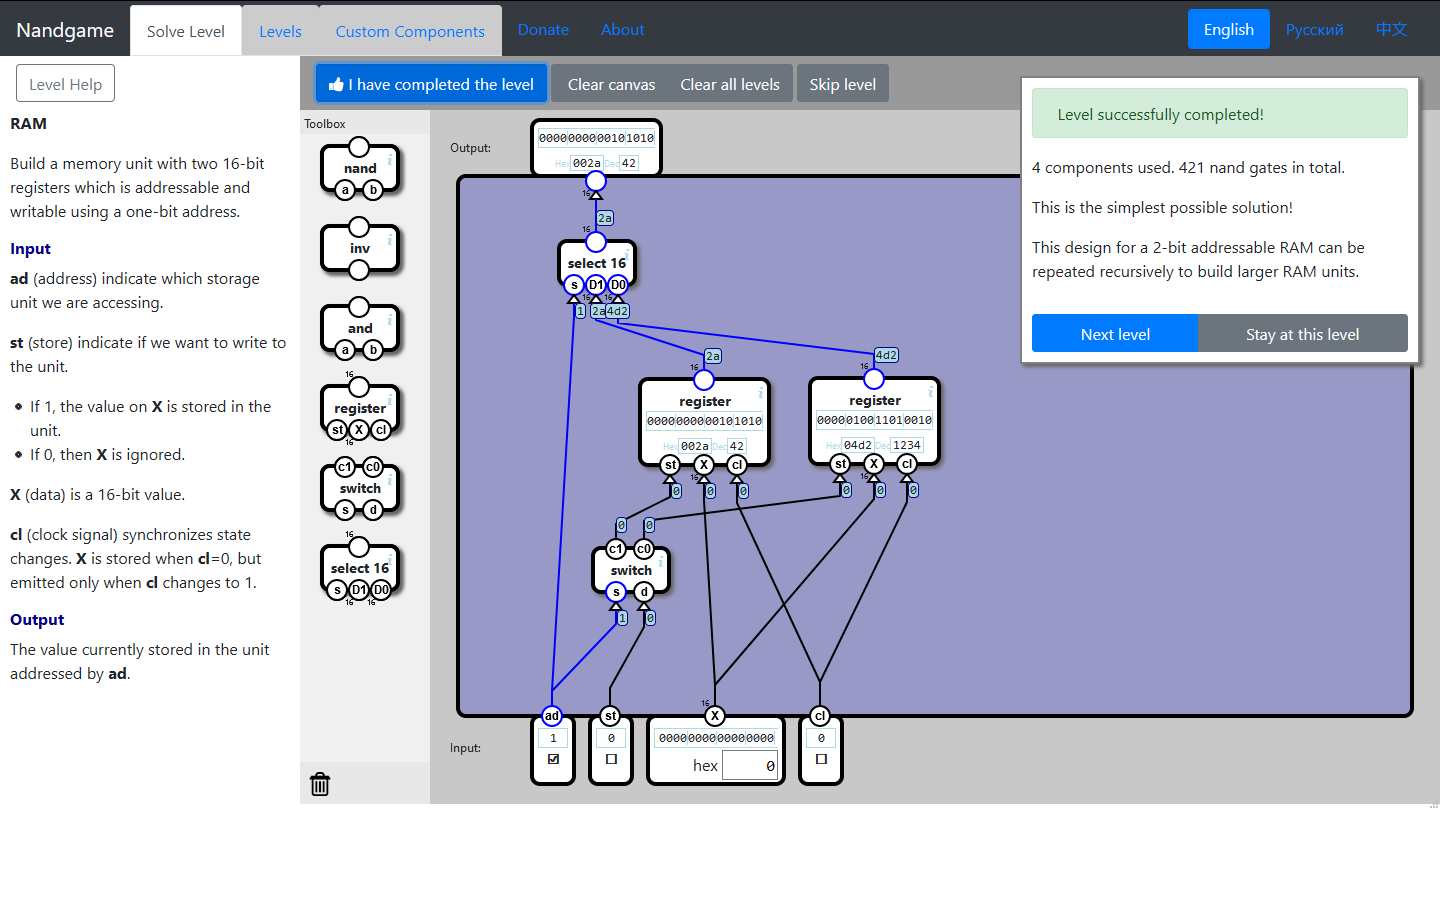 Nandgame
Solve Level
Levels
Custom Components
Donate
About
English
Русский
中文
Level Help
I have completed the level
Clear canvas
Clear all levels
Skip level
RAM
Build a memory unit with two 16-bit
registers which is addressable and
writable using a one-bit address.
Input
ad (address) indicate which storage
unit we are accessing.
st (store) indicate if we want to write to
the unit.
If 1, the value on X is stored in the
unit.
If 0, then X is ignored.
X (data) is a 16-bit value.
cl (clock signal) synchronizes state
changes. X is stored when cl=0, but
emitted only when cl changes to 1.
Output
The value currently stored in the unit
addressed by ad.
Toolbox
nand
a b
inv
and
a b
16
register
st X cl
16
c1 c0
switch
s d
16
select 16
s D1 D0
16 16
Output:
0000000000101010
Hex 002a Dec 42
16
2a
16
select 16
s D1 D0
16 16
1 2a 4d2
2a
4d2
16
register
0000000000101010
Hex 002a Dec 42
st X cl
16
0 0 0
16
register
0000010011010010
Hex 04d2 Dec 1234
st X cl
16
0 0 0
0 0
c1 c0
switch
s d
1 0
16
ad st X cl
Input:
1
0
0000000000000000
hex 0
0
Level successfully completed!
4 components used. 421 nand gates in total.
This is the simplest possible solution!
This design for a 2-bit addressable RAM can be
repeated recursively to build larger RAM units.
Next level
Stay at this level